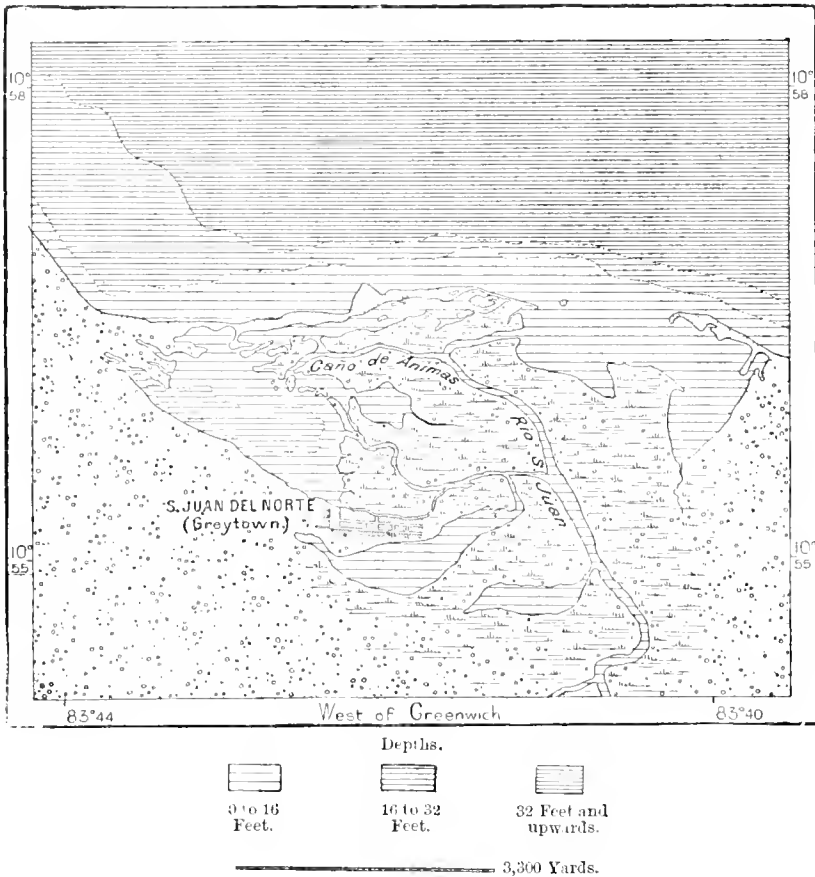 10°
58
10°
58
Cano de Animas
Rio S. Juan
S. JUAN DEL NORTE
(Greytown)
10°
55
10°
55
83°44
West of Greenwich
83°40
Depths.
0 to 16
Feet.
16 to 32
Feet.
32 Feet and
upwards.
3,300 Yards.